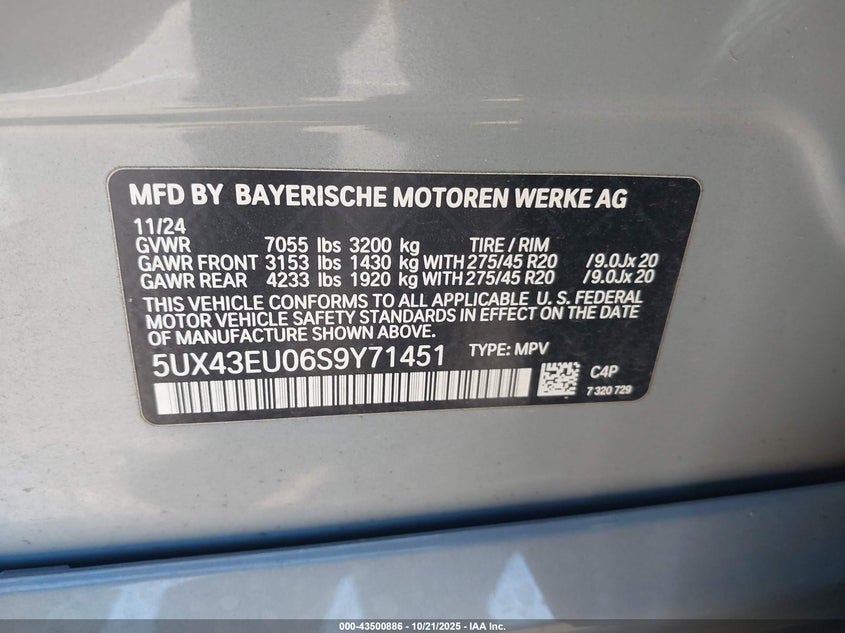 MFD BY BAYERISCHE MOTOREN WERKE AG
11/24
GVWR 7055 lbs 3200 kg TIRE / RIM
GAWR FRONT 3153 lbs 1430 kg WITH 275/45 R20 /9.0Jx20
GAWR REAR 4233 lbs 1920 kg WITH 275/45 R20 /9.0Jx20
THIS VEHICLE CONFORMS TO ALL APPLICABLE U. S. FEDERAL
MOTOR VEHICLE SAFETY STANDARDS IN EFFECT ON THE DATE
OF MANUFACTURE SHOWN ABOVE.
5UX43EU06S9Y71451 TYPE: MPV
C4P
7 320 729
000-43500886 - 10/21/2025 - IAA Inc.